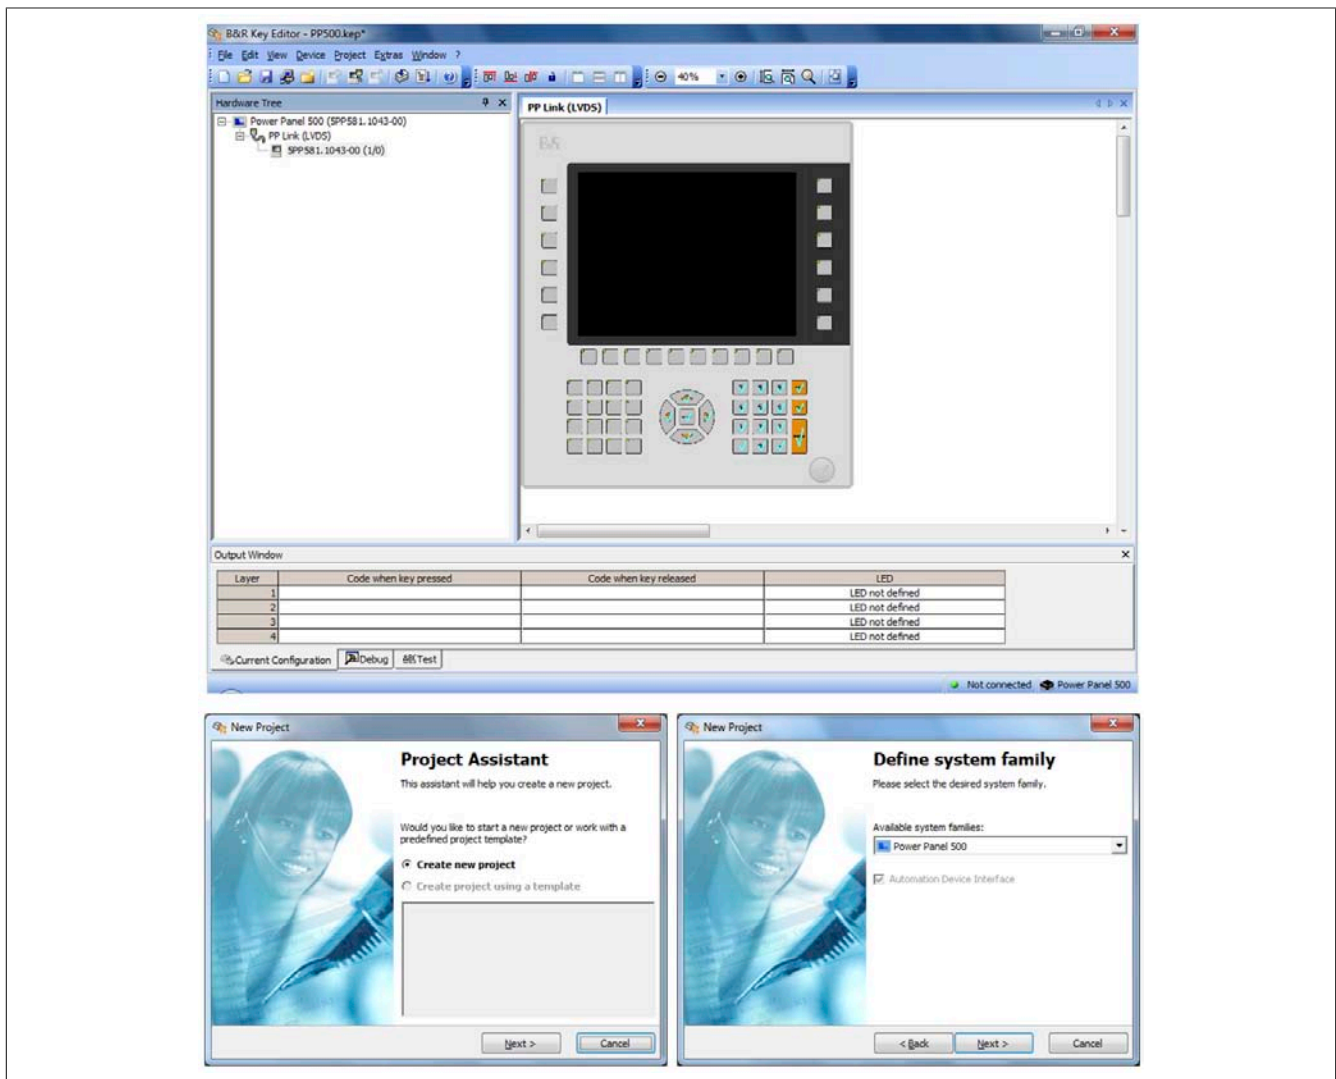 B&R Key Editor - PP500.kep*
File Edit View Device Project Extras Window ?
40%
Hardware Tree
Power Panel 500 (5PP581.1043-00)
PP Link (LVDS)
5PP581.1043-00 (1/0)
PP Link (LVDS)
B&R
Output Window
Layer Code when key pressed Code when key released LED
1 LED not defined
2 LED not defined
3 LED not defined
4 LED not defined
Current Configuration Debug Test
Not connected Power Panel 500
New Project
Project Assistant
This assistant will help you create a new project.
Would you like to start a new project or work with a
predefined project template?
Create new project
Create project using a template
Next > Cancel
New Project
Define system family
Please select the desired system family.
Available system families:
Power Panel 500
Automation Device Interface
< Back Next > Cancel